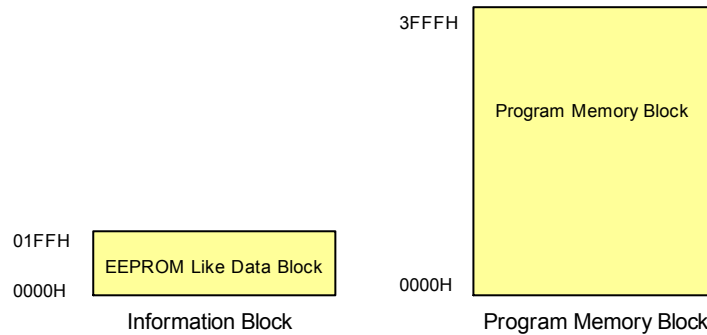 3FFFH
Program Memory Block
01FFH
EEPROM Like Data Block
0000H
0000H
Information Block
Program Memory Block